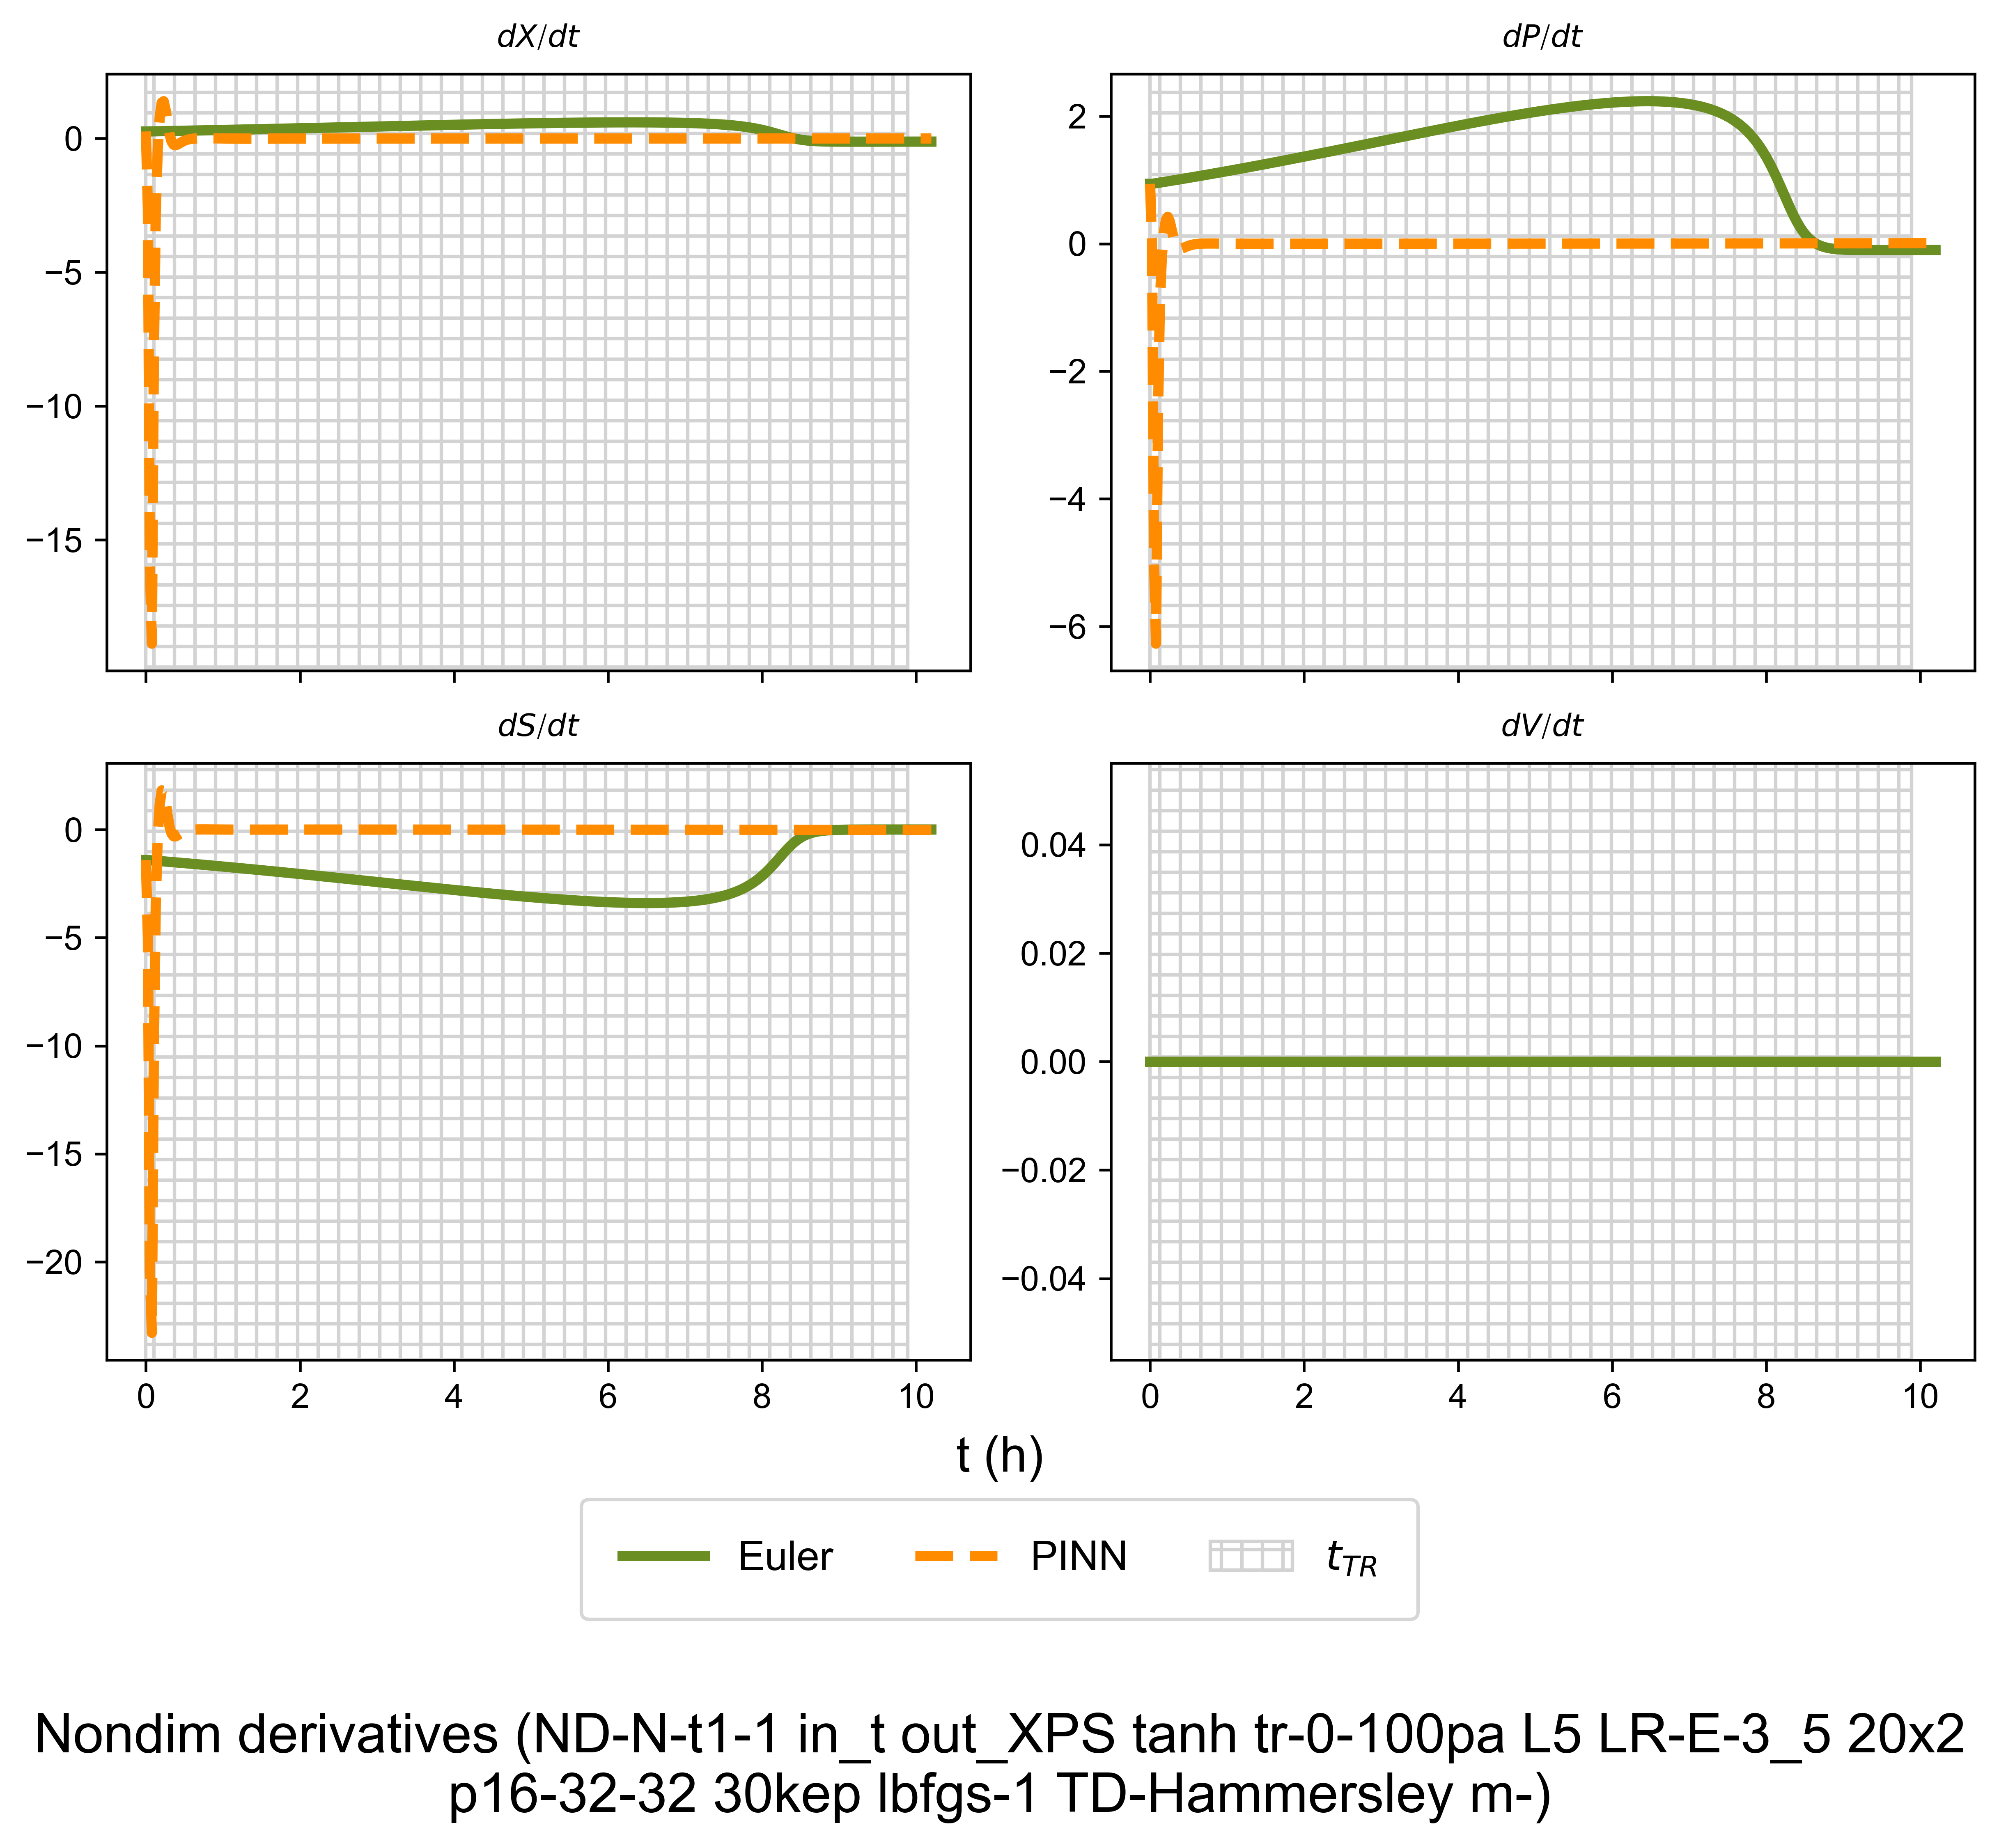 dX/dt
dP/dt
0
−5
−10
−15
2
0
−2
−4
−6
dS/dt
dV/dt
0
−5
−10
−15
−20
0.04
0.02
0.00
−0.02
−0.04
0 2 4 6 8 10
0 2 4 6 8 10
t (h)
Euler PINN t_TR
Nondim derivatives (ND-N-t1-1 in_t out_XPS tanh tr-0-100pa L5 LR-E-3_5 20x2
p16-32-32 30kep lbfgs-1 TD-Hammersley m-)